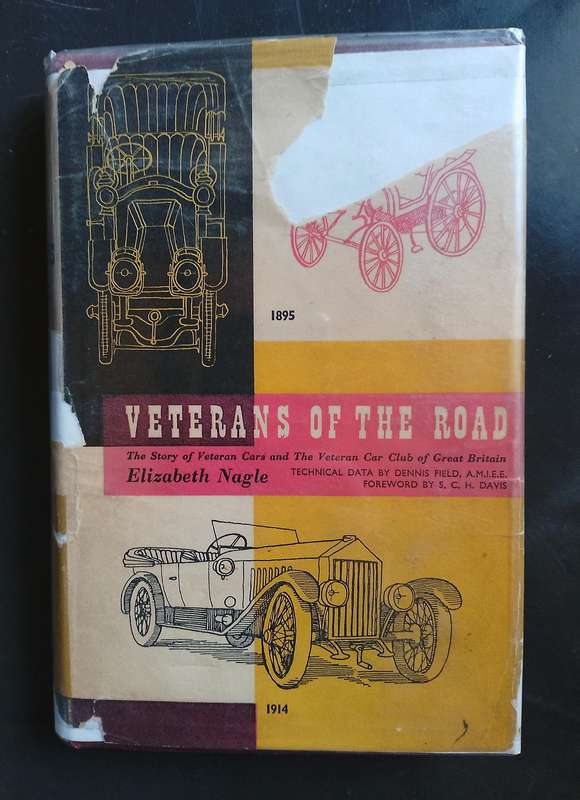 1895
VETERANS OF THE ROAD
The Story of Veteran Cars and The Veteran Car Club of Great Britain
Elizabeth Nagle
TECHNICAL DATA BY DENNIS FIELD, A.M.I.E.E.
FOREWORD BY S. C. H. DAVIS
1914